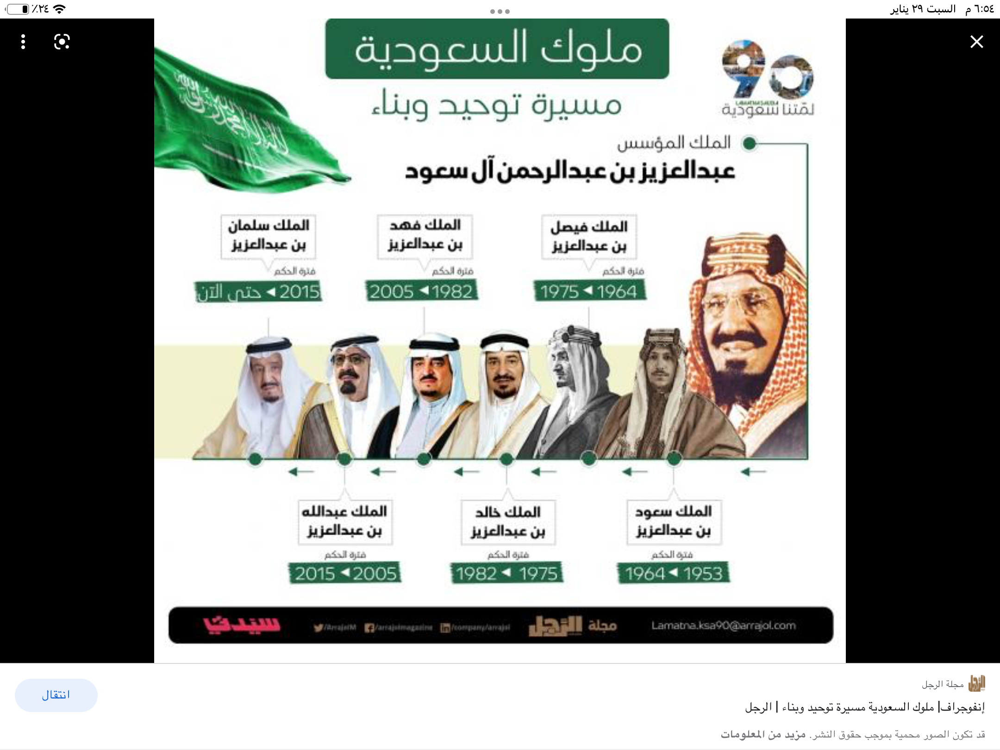 ٦:٥٤ م السبت ٢٩ يناير
٪٢٤
ملوك السعودية
مسيرة توحيد وبناء
90
LAMATNA SAUDIA
لمّتنا سعودية
الملك المؤسس
عبدالعزيز بن عبدالرحمن آل سعود
الملك فيصل
بن عبدالعزيز
فترة الحكم
1964 ◄ 1975
الملك فهد
بن عبدالعزيز
فترة الحكم
1982 ◄ 2005
الملك سلمان
بن عبدالعزيز
فترة الحكم
2015 ◄ حتى الآن
الملك سعود
بن عبدالعزيز
فترة الحكم
1953 ◄ 1964
الملك خالد
بن عبدالعزيز
فترة الحكم
1975 ◄ 1982
الملك عبدالله
بن عبدالعزيز
فترة الحكم
2005 ◄ 2015
Lamatna.ksa90@arrajol.com
مجلة الرجل
/company/arrajol
/arrajolmagazine
/ArrajolM
سيدتي
مجلة الرجل
إنفوجراف| ملوك السعودية مسيرة توحيد وبناء | الرجل
قد تكون الصور محمية بموجب حقوق النشر. مزيد من المعلومات
انتقال